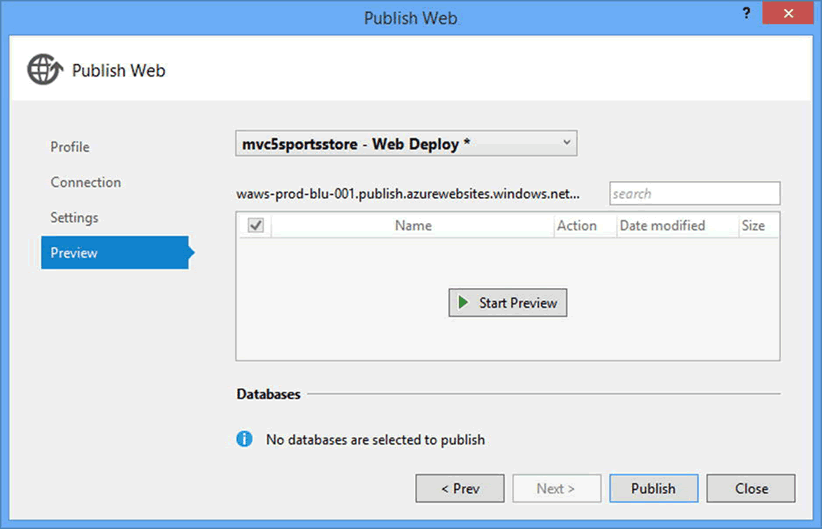 Publish Web
?
Publish Web
Profile
Connection
Settings
Preview
mvc5sportsstore - Web Deploy *
waws-prod-blu-001.publish.azurewebsites.windows.net...
search
Name Action Date modified Size
Start Preview
Databases
No databases are selected to publish
< Prev Next > Publish Close